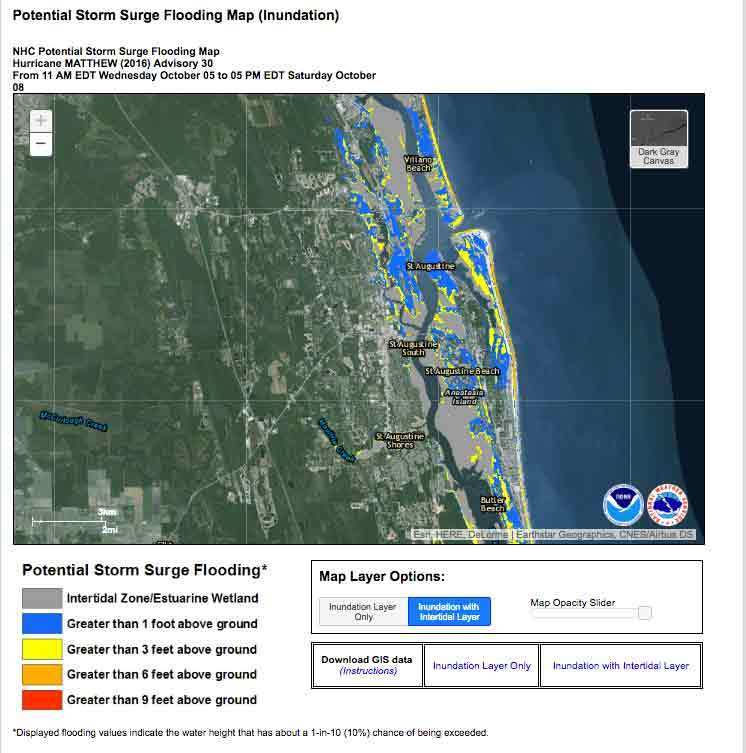 Potential Storm Surge Flooding Map (Inundation)
NHC Potential Storm Surge Flooding Map
Hurricane MATTHEW (2016) Advisory 30
From 11 AM EDT Wednesday October 05 to 05 PM EDT Saturday October
08
+
−
Dark Gray
Canvas
Villano
Beach
St Augustine
St Augustine
South
St Augustine Beach
Anastasia
Island
McCullough Creek
Moultrie Creek
St Augustine
Shores
Butler
Beach
NOAA
3km
2mi
Esri, HERE, DeLorme | Earthstar Geographics, CNES/Airbus DS
Potential Storm Surge Flooding*
Intertidal Zone/Estuarine Wetland
Greater than 1 foot above ground
Greater than 3 feet above ground
Greater than 6 feet above ground
Greater than 9 feet above ground
Map Layer Options:
Inundation Layer
Only
Inundation with
Intertidal Layer
Map Opacity Slider
Download GIS data
(Instructions)
Inundation Layer Only
Inundation with Intertidal Layer
*Displayed flooding values indicate the water height that has about a 1-in-10 (10%) chance of being exceeded.